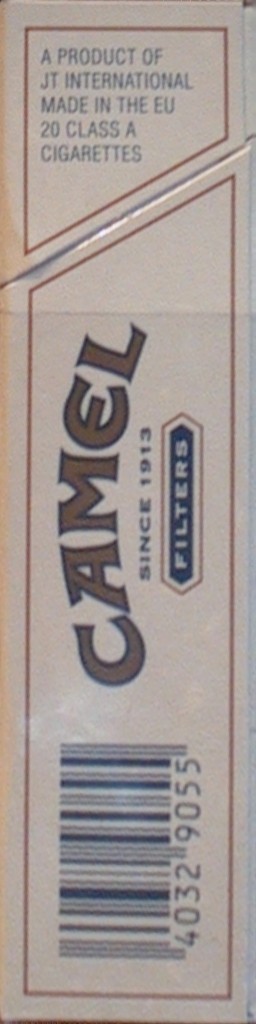 A PRODUCT OF
JT INTERNATIONAL
MADE IN THE EU
20 CLASS A
CIGARETTES
CAMEL
SINCE 1913
FILTERS
4032 9055